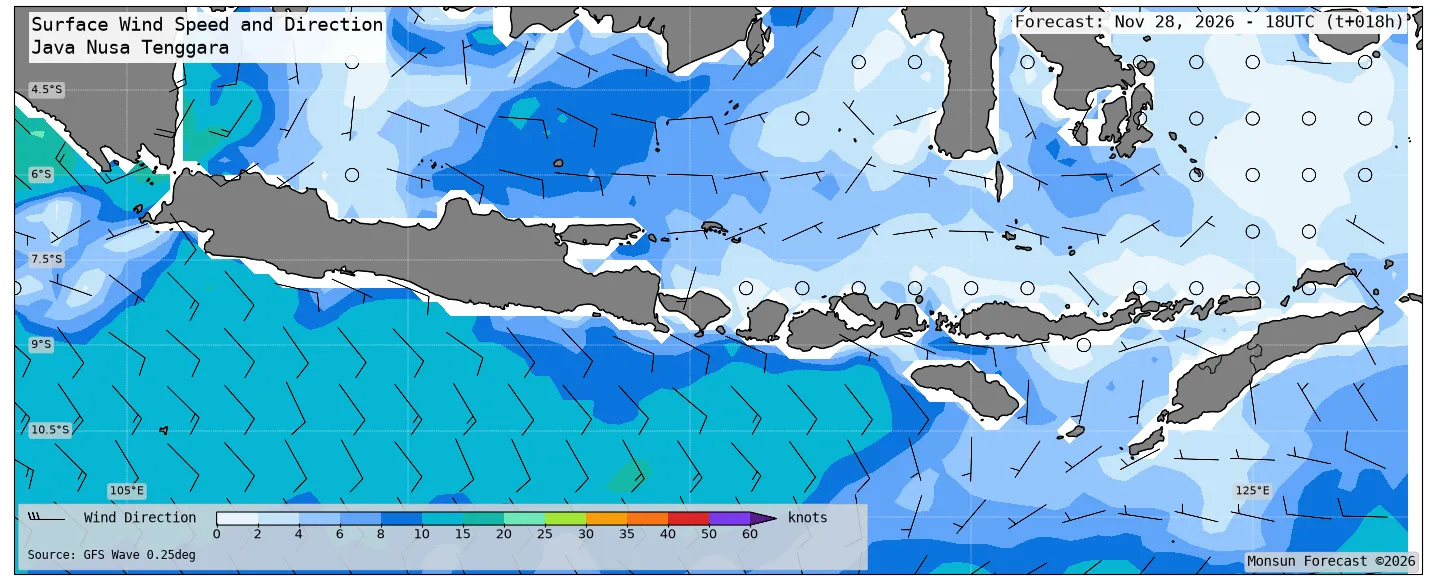 Surface Wind Speed and Direction
Java Nusa Tenggara
Forecast: Nov 28, 2026 - 18UTC (t+018h)
4.5°S
6°S
7.5°S
9°S
10.5°S
105°E
125°E
Wind Direction
0 2 4 6 8 10 15 20 25 30 35 40 50 60
knots
Source: GFS Wave 0.25deg
Monsun Forecast ©2026